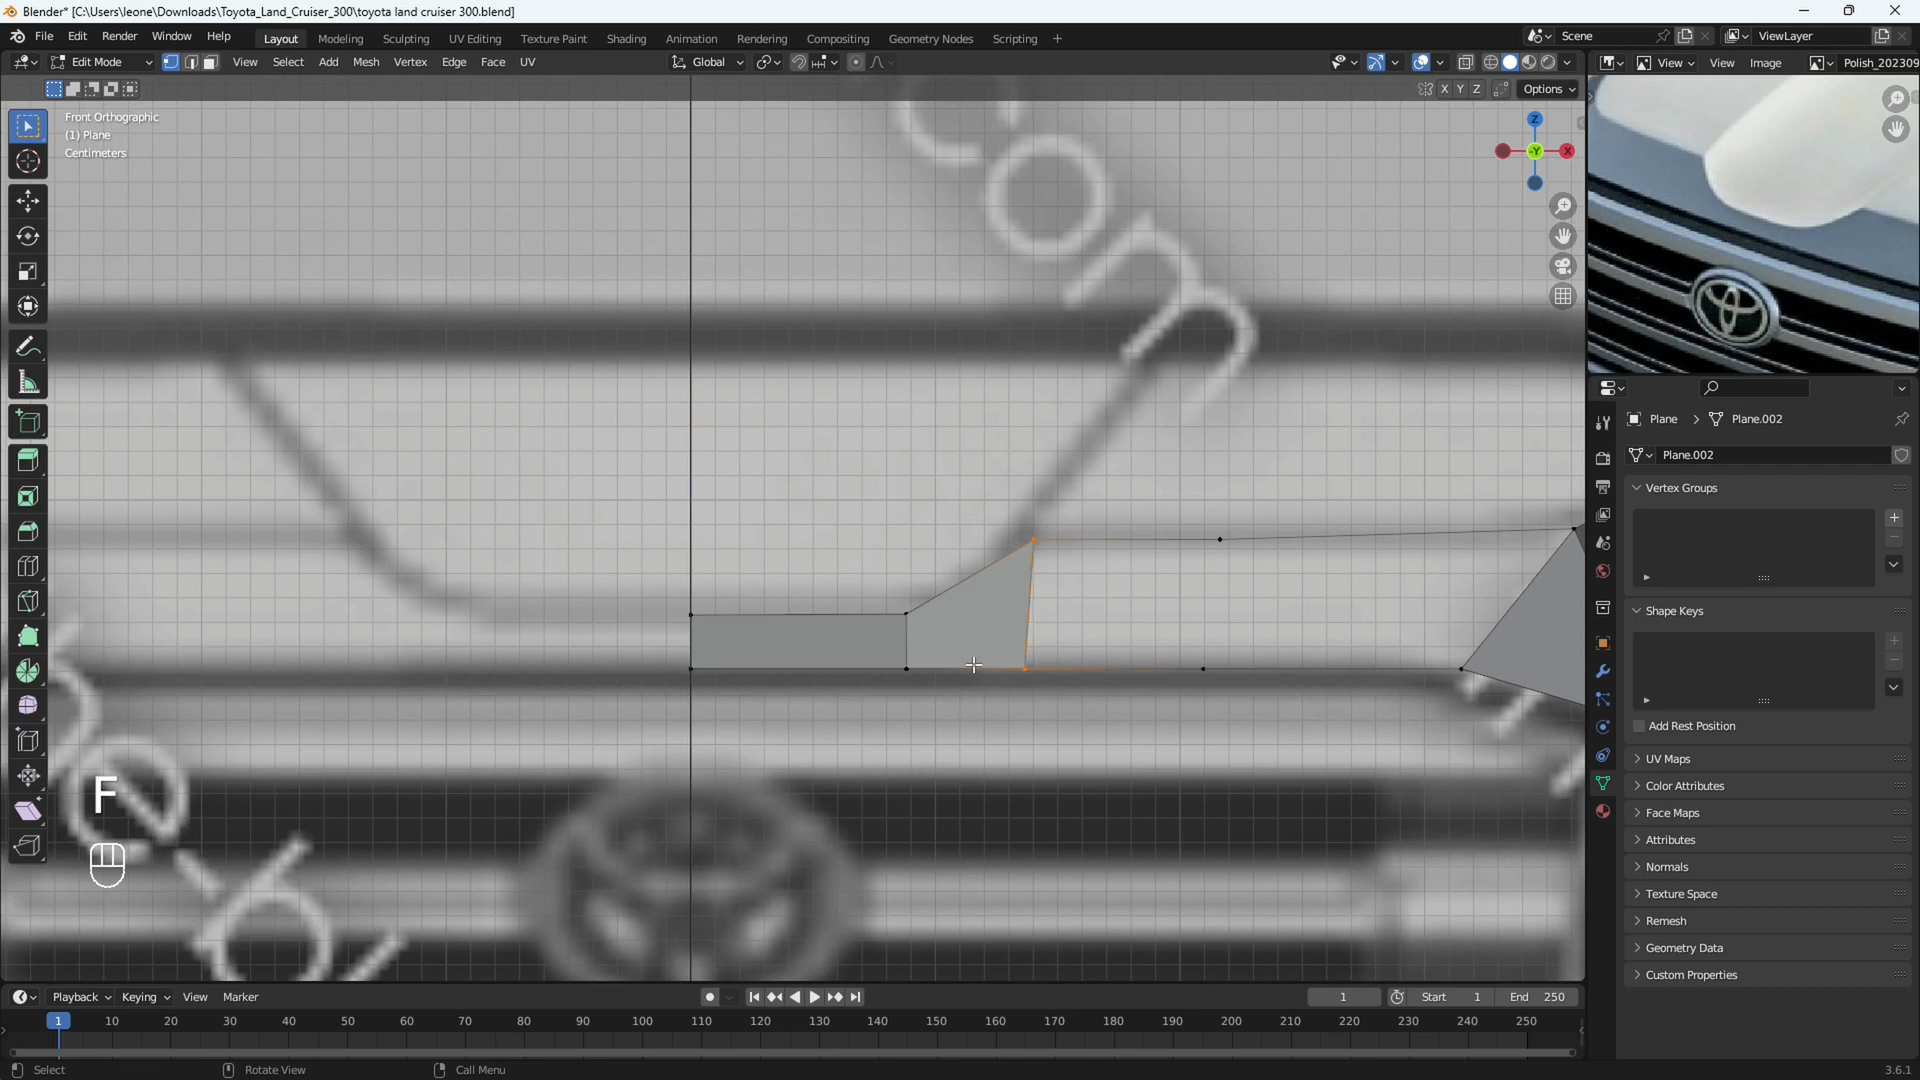 Blender* [C:\Users\leone\Downloads\Toyota_Land_Cruiser_300\toyota land cruiser 300.blend]
File Edit Render Window Help
Layout Modeling Sculpting UV Editing Texture Paint Shading Animation Rendering Compositing Geometry Nodes Scripting +
Scene
ViewLayer
Edit Mode View Select Add Mesh Vertex Edge Face UV
Global
View View Image Polish_202309
X Y Z Options
Front Orthographic
(1) Plane
Centimeters
Z
-Y
X
com
F
Plane Plane.002
Plane.002
Vertex Groups
Shape Keys
Add Rest Position
UV Maps
Color Attributes
Face Maps
Attributes
Normals
Texture Space
Remesh
Geometry Data
Custom Properties
Playback Keying View Marker
1 Start 1 End 250
1 10 20 30 40 50 60 70 80 90 100 110 120 130 140 150 160 170 180 190 200 210 220 230 240 250
Select Rotate View Call Menu 3.6.1